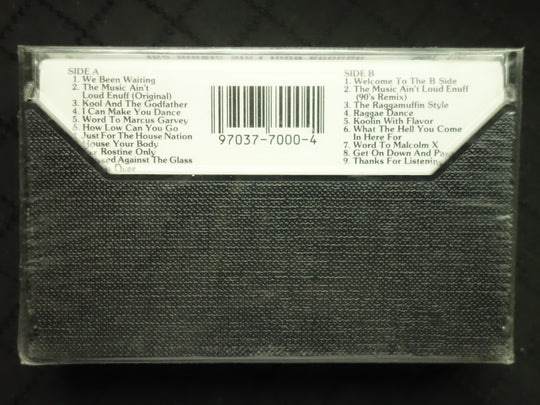 SIDE A
1. We Been Waiting
2. The Music Ain't
Loud Enuff (Original)
3. Kool And The Godfather
4. I Can Make You Dance
5. Word To Marcus Garvey
6. How Low Can You Go
Just For The House Nation
House Your Body
Rostine Only
Against The Glass
97037-7000-4
SIDE B
1. Welcome To The B Side
2. The Music Ain't Loud Enuff
(90's Remix)
3. The Raggamuffin Style
4. Raggae Dance
5. Koolin With Flavor
6. What The Hell You Come
In Here For
7. Word To Malcolm X
8. Get On Down And
9. Thanks For Listenin